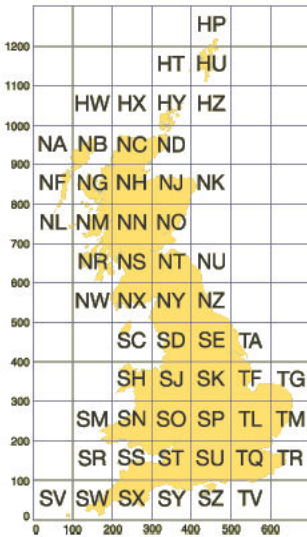 HP
1200
HT HU
1100
HW HX HY HZ
1000
NA NB NC ND
900
NF NG NH NJ NK
800
NL NM NN NO
700
NR NS NT NU
600
NW NX NY NZ
500
SC SD SE TA
400
SH SJ SK TF TG
300
SM SN SO SP TL TM
200
SR SS ST SU TQ TR
100
SV SW SX SY SZ TV
0
0 100 200 300 400 500 600